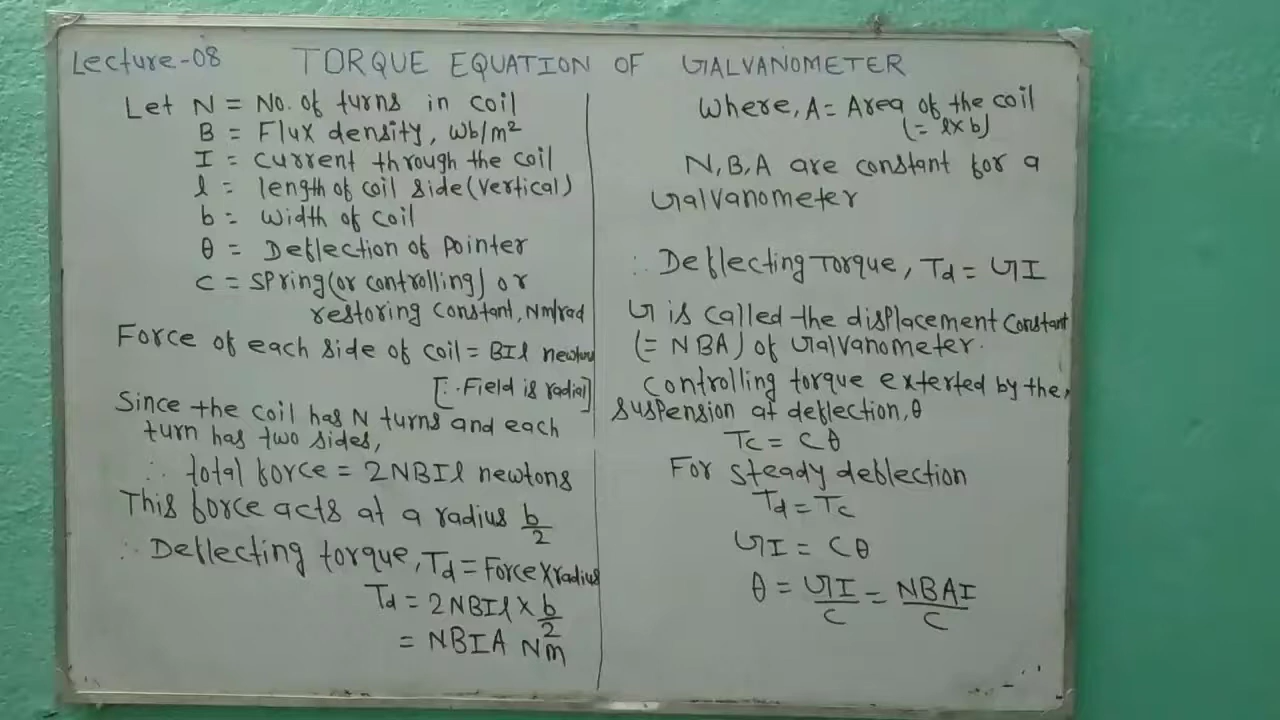 Lecture-08 TORQUE EQUATION OF GALVANOMETER
Let N = No. of turns in coil
B = Flux density, wb/m²
I = current through the coil
l = length of coil side (vertical)
b = width of coil
θ = Deflection of pointer
C = spring (or controlling) or
restoring constant, Nm/rad
Force of each side of coil = BIl newton
[∵ Field is radial]
Since the coil has N turns and each
turn has two sides,
∴ total force = 2NBIl newtons
This force acts at a radius b/2
∴ Deflecting torque, Td = Force × radius
Td = 2NBIl × b/2
= NBIA Nm
Where, A = Area of the coil
(= l×b)
N, B, A are constant for a
Galvanometer
∴ Deflecting Torque, Td = GI
G is called the displacement constant
(= NBA) of Galvanometer.
controlling torque exterted by the,
suspension at deflection, θ
Tc = Cθ
For steady deflection
Td = Tc
GI = Cθ
θ = GI/C = NBAI/C